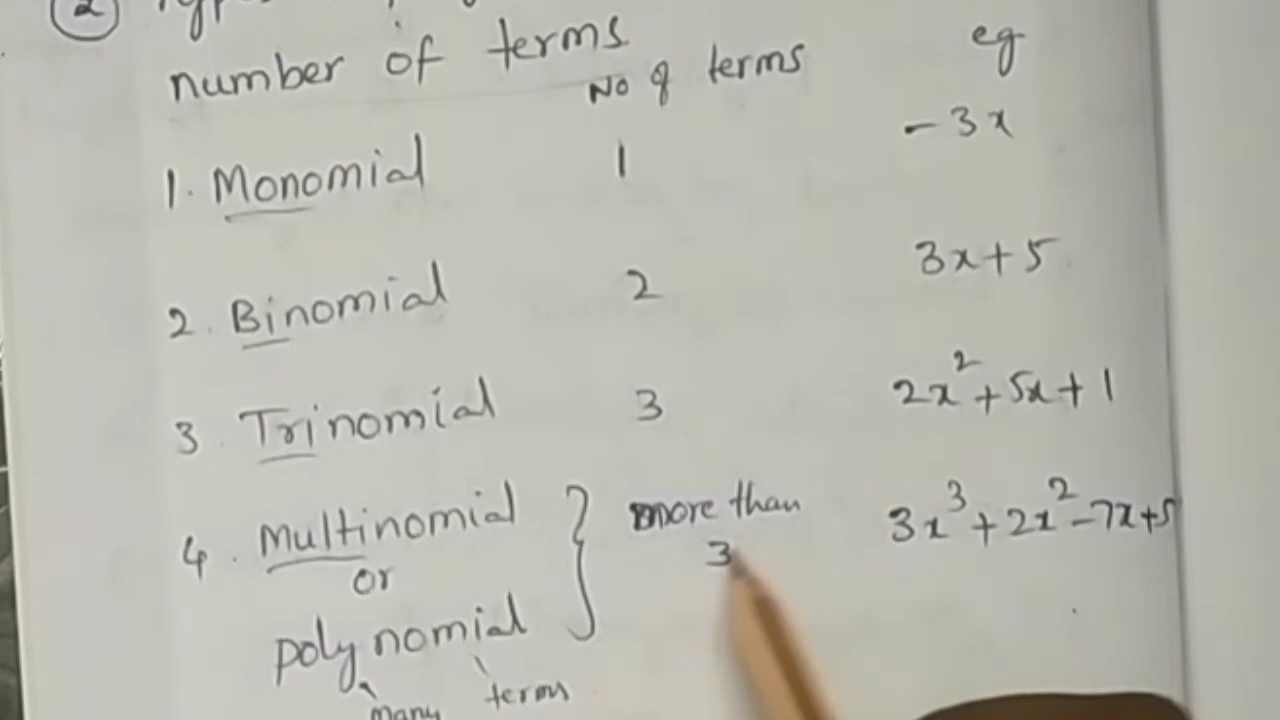 2
number of terms
No of terms eg
1. Monomial 1 -3x
2. Binomial 2 3x+5
3. Trinomial 3 2x²+5x+1
4. Multinomial more than 3x³+2x²-7x+5
or 3
polynomial
many terms